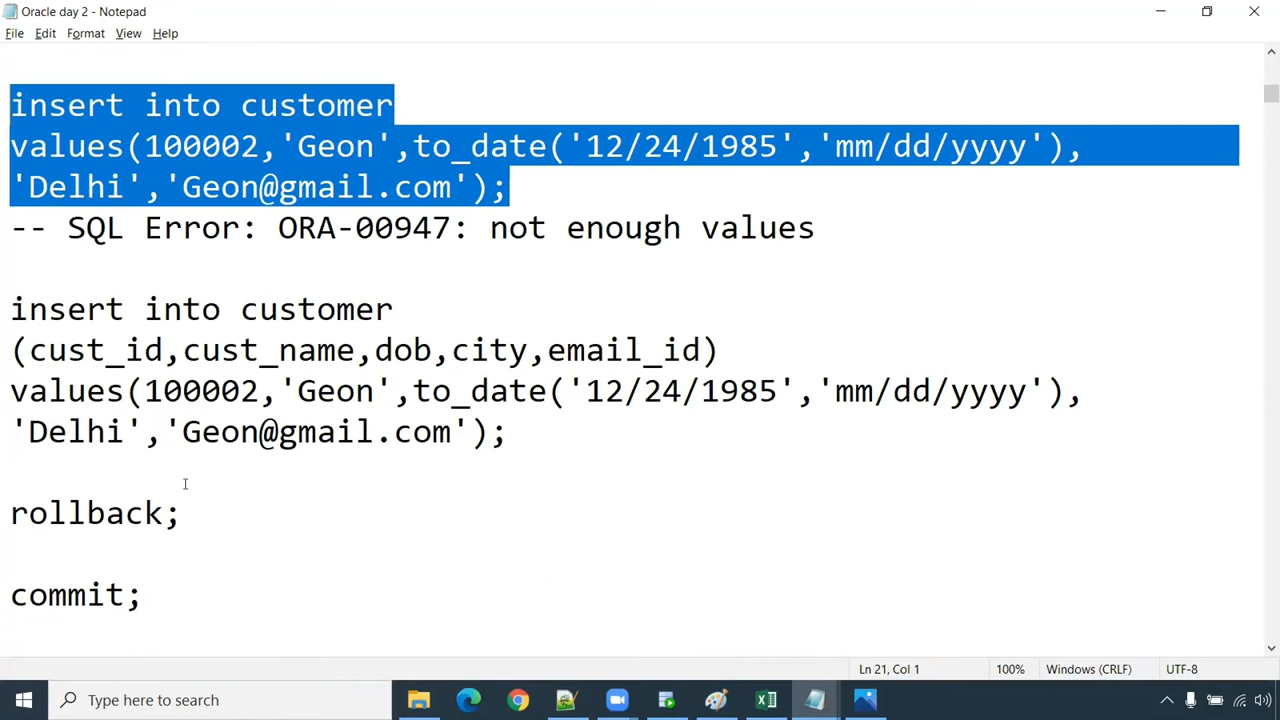 Oracle day 2 - Notepad
File Edit Format View Help
insert into customer
values(100002,'Geon',to_date('12/24/1985','mm/dd/yyyy'),
'Delhi','Geon@gmail.com');
-- SQL Error: ORA-00947: not enough values
insert into customer
(cust_id,cust_name,dob,city,email_id)
values(100002,'Geon',to_date('12/24/1985','mm/dd/yyyy'),
'Delhi','Geon@gmail.com');
rollback;
commit;
Ln 21, Col 1 100% Windows (CRLF) UTF-8
Type here to search